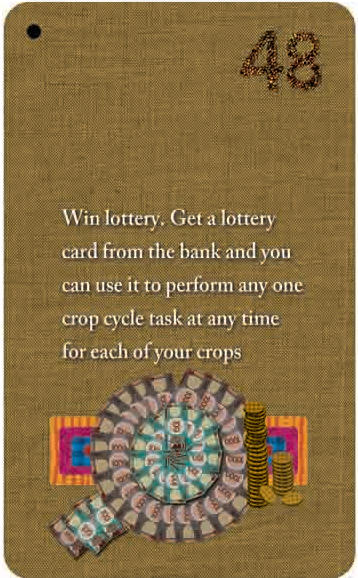 48
Win lottery. Get a lottery
card from the bank and you
can use it to perform any one
crop cycle task at any time
for each of your crops